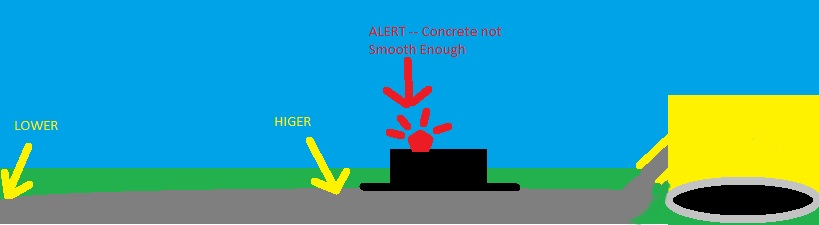 ALERT -- Concrete not
Smooth Enough
HIGER
LOWER